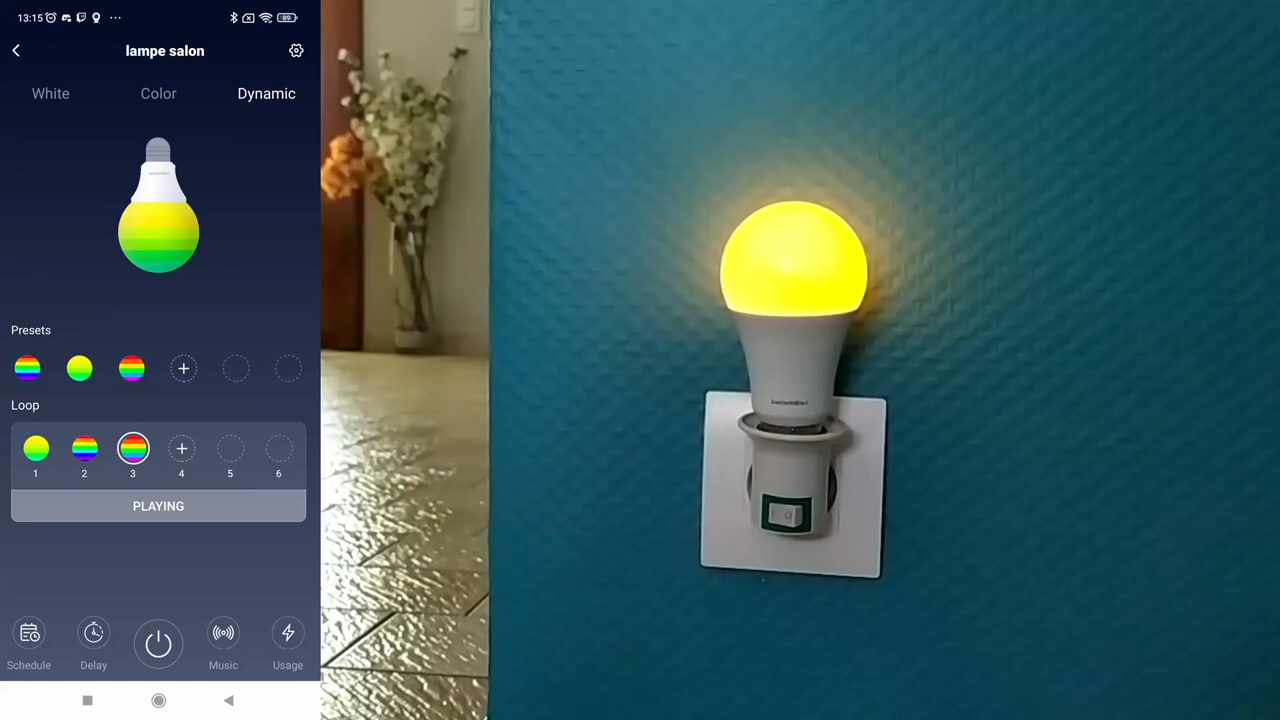 13:15
89
lampe salon
White
Color
Dynamic
Presets
Loop
1
2
3
4
5
6
PLAYING
Schedule
Delay
Music
Usage